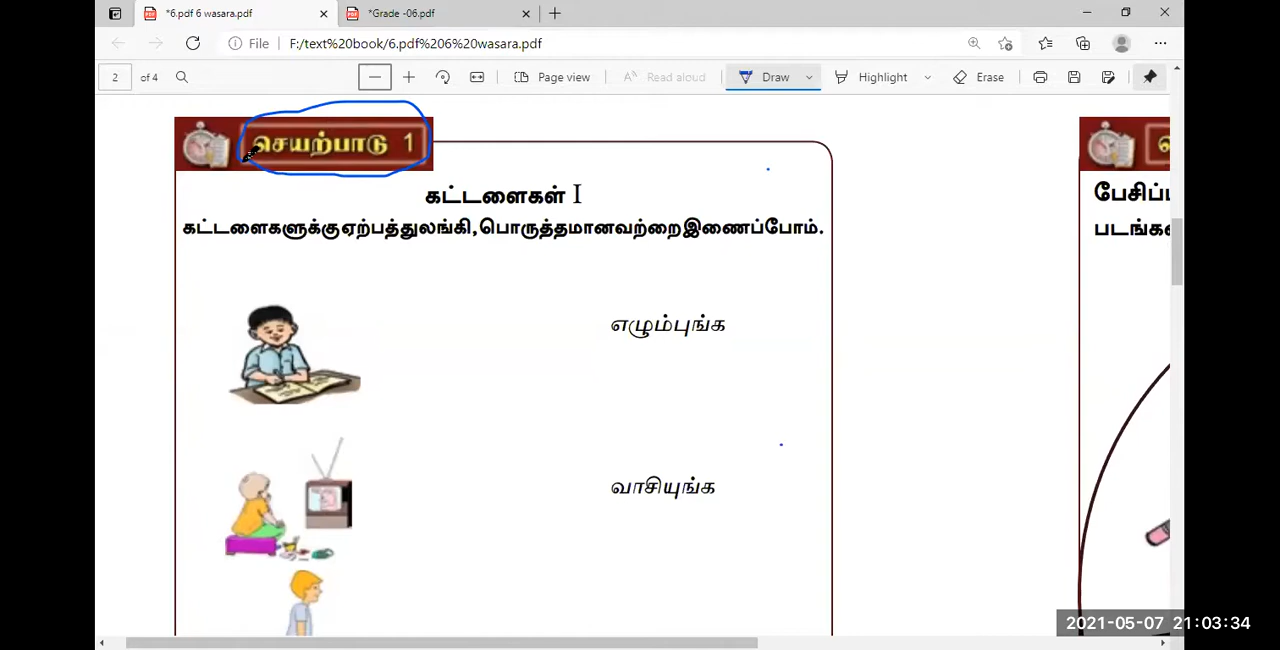 *6.pdf 6 wasara.pdf
*Grade -06.pdf
File
F:/text%20book/6.pdf%206%20wasara.pdf
2 of 4
Page view
Read aloud
Draw
Highlight
Erase
செயற்பாடு 1
கட்டளைகள் I
கட்டளைகளுக்கு ஏற்பத் துலங்கி, பொருத்தமானவற்றை இணைப்போம்.
எழும்புங்க
வாசியுங்க
பேசிப்
படங்க
2021-05-07 21:03:34